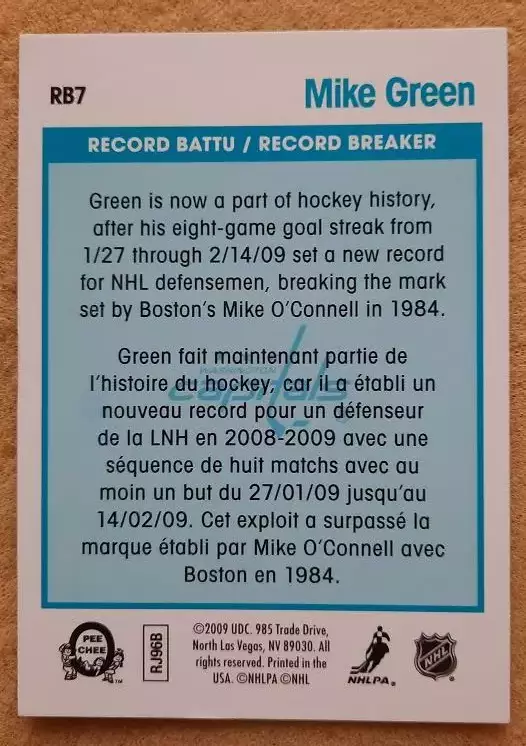 RB7
Mike Green
RECORD BATTU / RECORD BREAKER
Green is now a part of hockey history,
after his eight-game goal streak from
1/27 through 2/14/09 set a new record
for NHL defensemen, breaking the mark
set by Boston's Mike O'Connell in 1984.
Green fait maintenant partie de
WASHINGTON
l'histoire du hockey, car il a établi un
capitals
nouveau record pour un défenseur
de la LNH en 2008-2009 avec une
séquence de huit matchs avec au
moin un but du 27/01/09 jusqu'au
14/02/09. Cet exploit a surpassé la
marque établi par Mike O'Connell avec
Boston en 1984.
O
PEE
CHEE
TM
RJ96B
©2009 UDC. 985 Trade Drive,
North Las Vegas, NV 89030. All
rights reserved. Printed in the
USA. ©NHLPA ©NHL
NHLPA
NHL